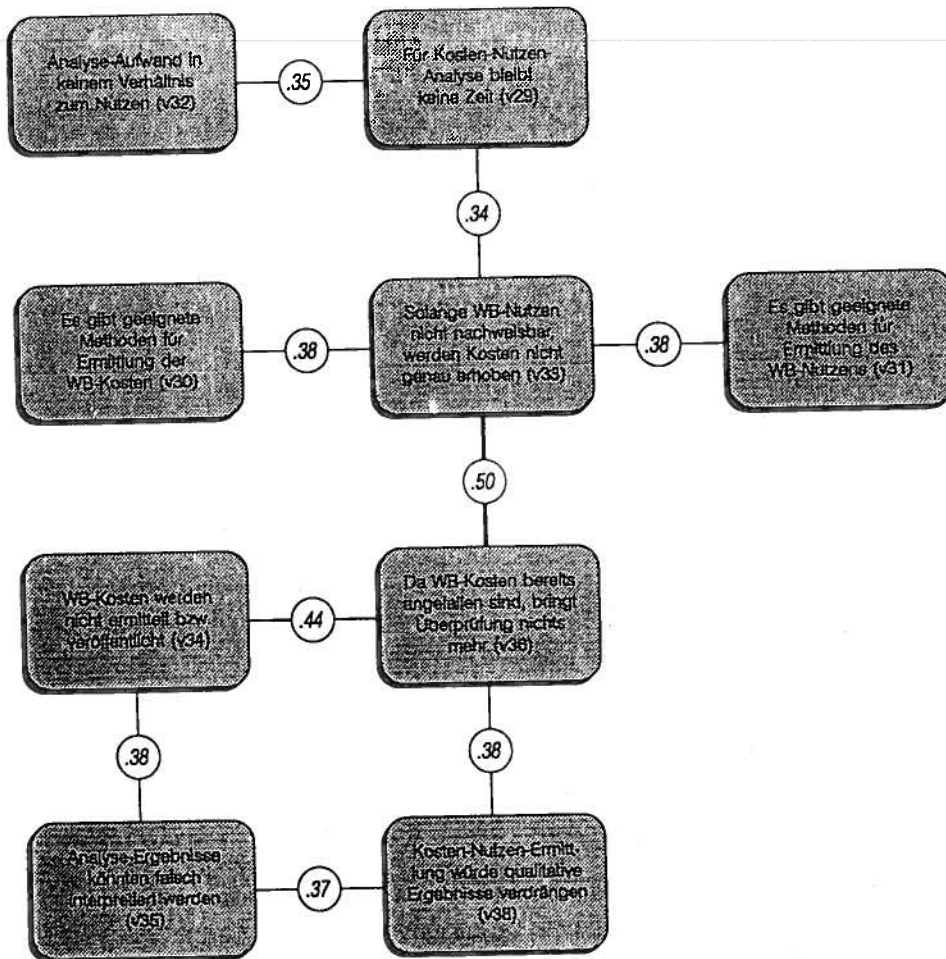 Analyse-Aufwand in
keinem Verhältnis
zum Nutzen (v32)
.35
Für Kosten-Nutzen-
Analyse bleibt
keine Zeit (v29)
.34
Es gibt geeignete
Methoden für
Ermittlung der
WB-Kosten (v30)
.38
Solange WB-Nutzen
nicht nachweisbar,
werden Kosten nicht
genau erhoben (v33)
.38
Es gibt geeignete
Methoden für
Ermittlung des
WB-Nutzens (v31)
.50
WB-Kosten werden
nicht ermittelt bzw.
veröffentlicht (v34)
.44
Da WB-Kosten bereits
angefallen sind, bringt
Überprüfung nichts
mehr
.38
.38
Analyse-Ergebnisse
könnten falsch
interpretiert werden
.37
Kosten-Nutzen-Ermitt-
lung würde qualitative
Ergebnisse verdrängen
(v38)